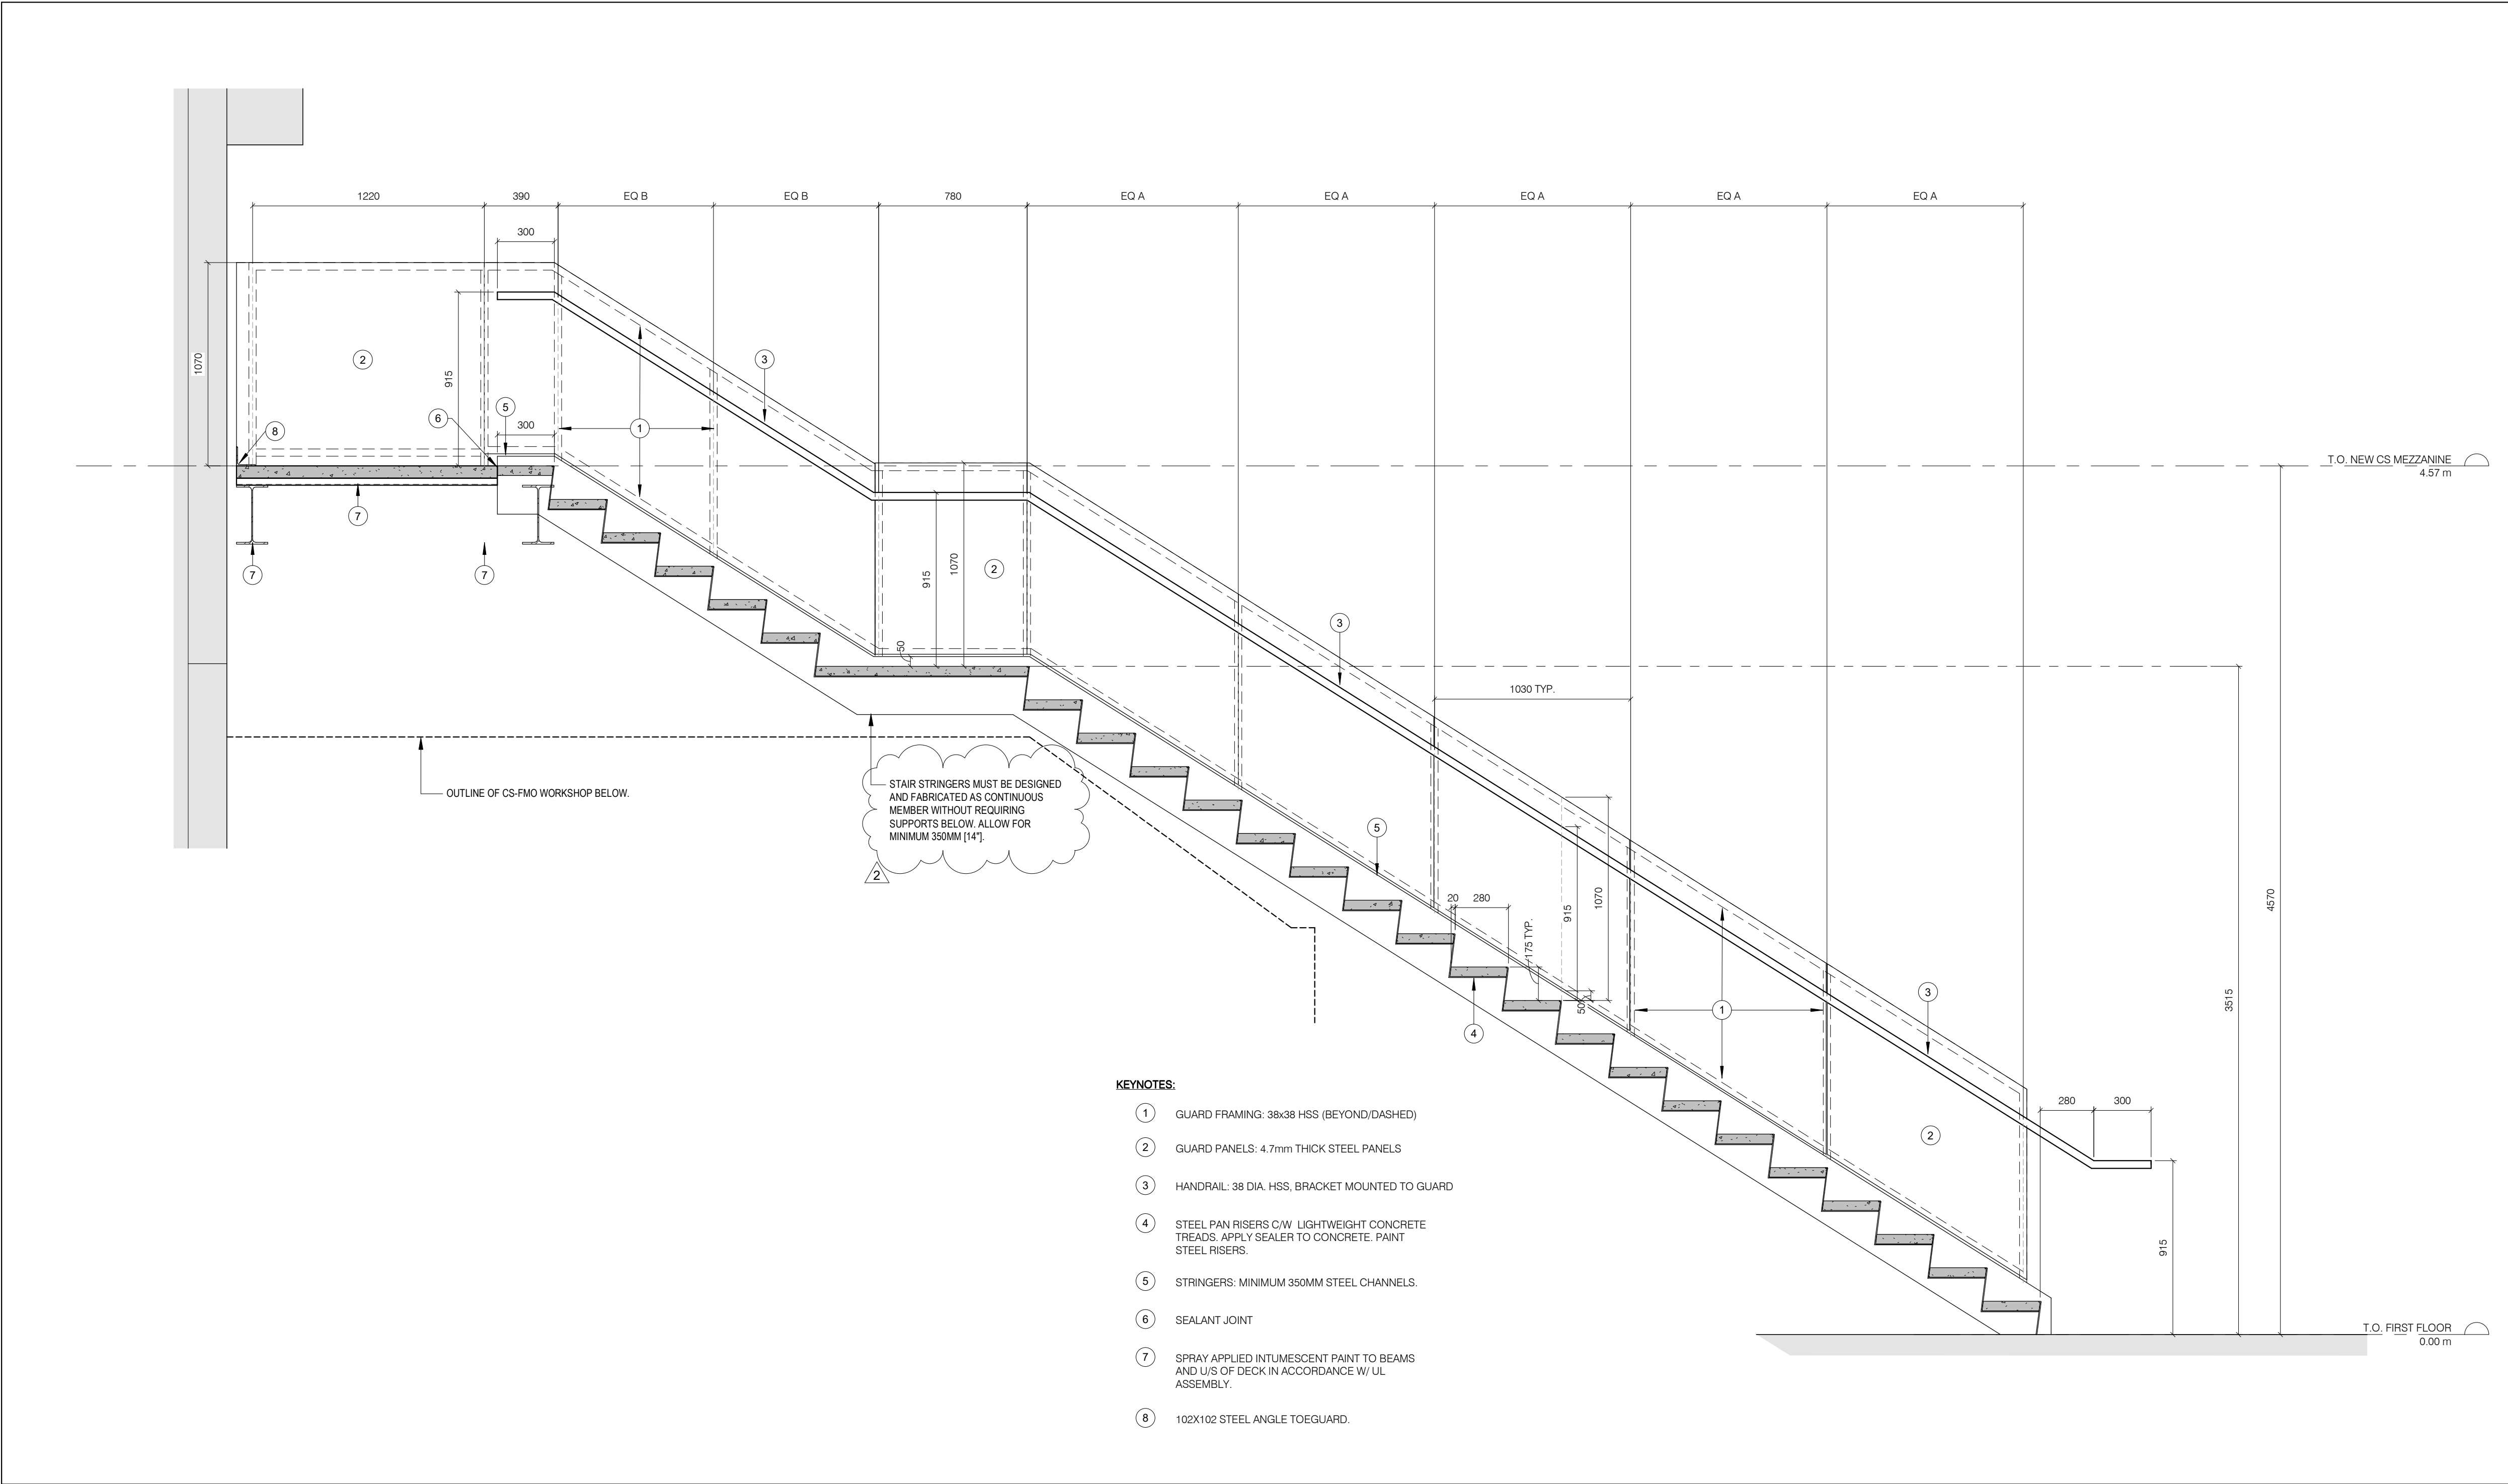 1220
390
EQ B
EQ B
780
EQ A
EQ A
EQ A
EQ A
EQ A
300
1070
915
2
3
6
5
300
1
8
T.O. NEW CS MEZZANINE
4.57 m
7
7
7
915
1070
2
50
3
1030 TYP.
OUTLINE OF CS-FMO WORKSHOP BELOW.
STAIR STRINGERS MUST BE DESIGNED
AND FABRICATED AS CONTINUOUS
MEMBER WITHOUT REQUIRING
SUPPORTS BELOW. ALLOW FOR
MINIMUM 350MM [14"].
2
5
20
280
175 TYP.
915
1070
50
4
1
3
4570
3515
280
300
2
915
T.O. FIRST FLOOR
0.00 m
KEYNOTES:
1 GUARD FRAMING: 38x38 HSS (BEYOND/DASHED)
2 GUARD PANELS: 4.7mm THICK STEEL PANELS
3 HANDRAIL: 38 DIA. HSS, BRACKET MOUNTED TO GUARD
4 STEEL PAN RISERS C/W LIGHTWEIGHT CONCRETE
TREADS. APPLY SEALER TO CONCRETE. PAINT
STEEL RISERS.
5 STRINGERS: MINIMUM 350MM STEEL CHANNELS.
6 SEALANT JOINT
7 SPRAY APPLIED INTUMESCENT PAINT TO BEAMS
AND U/S OF DECK IN ACCORDANCE W/ UL
ASSEMBLY.
8 102X102 STEEL ANGLE TOEGUARD.